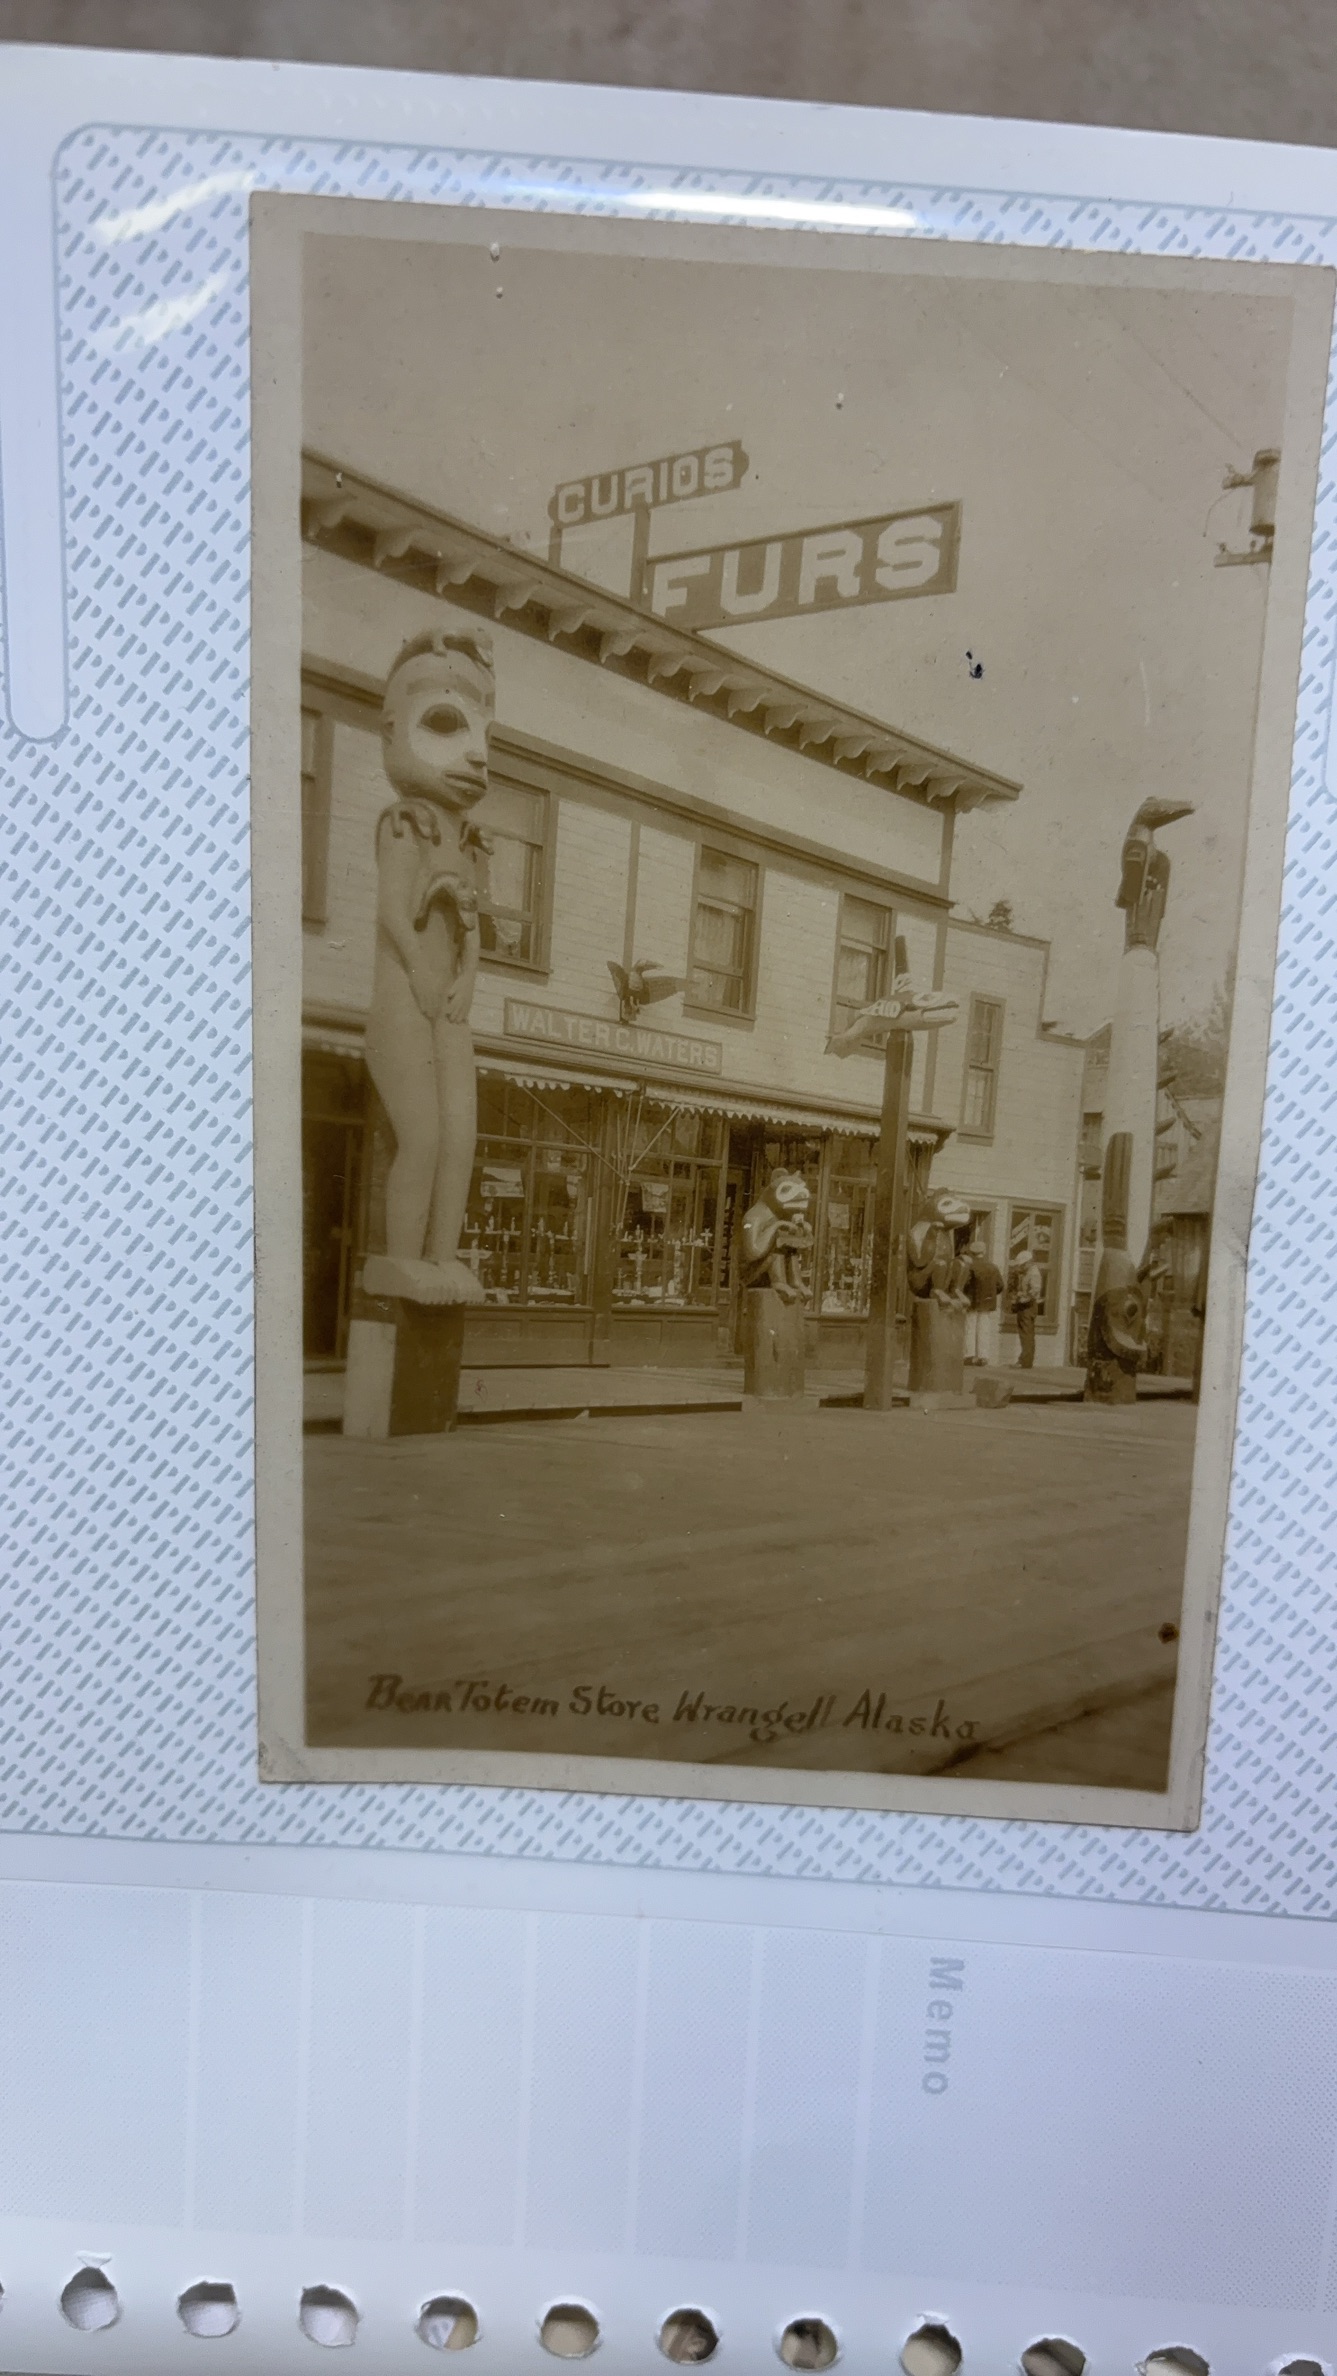 CURIOS
FURS
WALTER C. WATERS
Bear Totem Store Wrangell Alaska
Memo